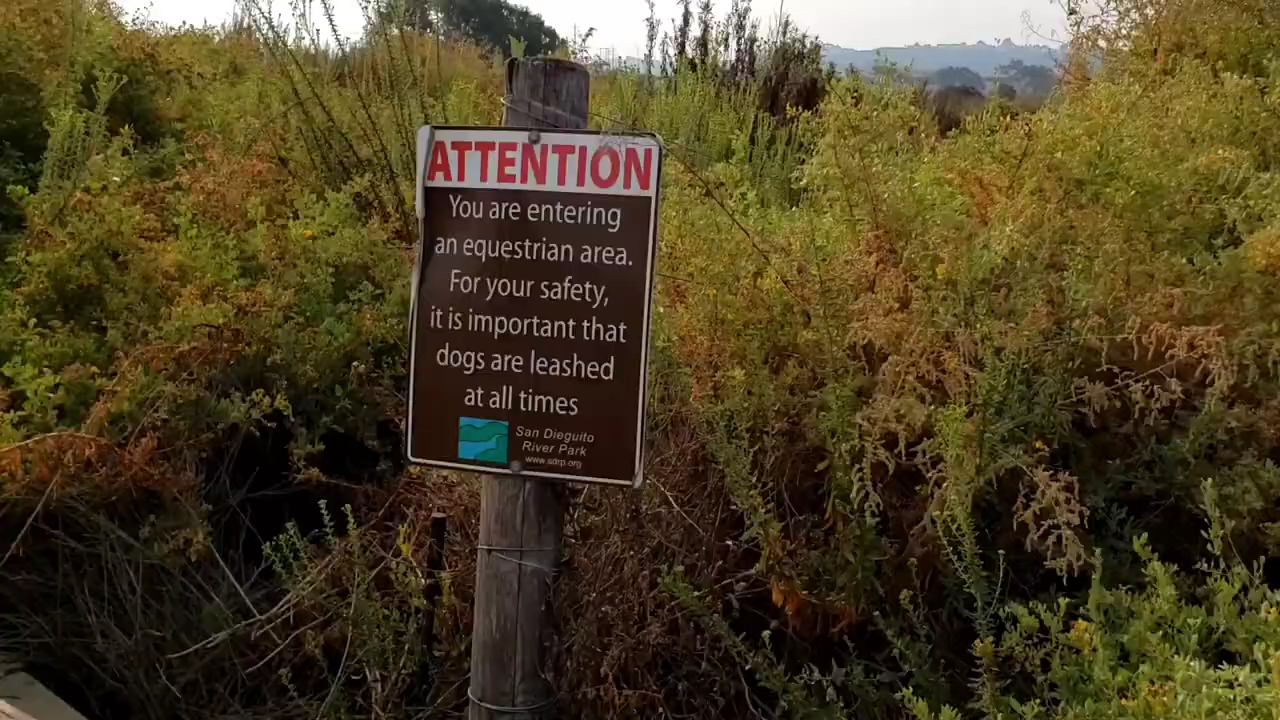 ATTENTION
You are entering
an equestrian area.
For your safety,
it is important that
dogs are leashed
at all times
San Dieguito
River Park
www.sdrp.org